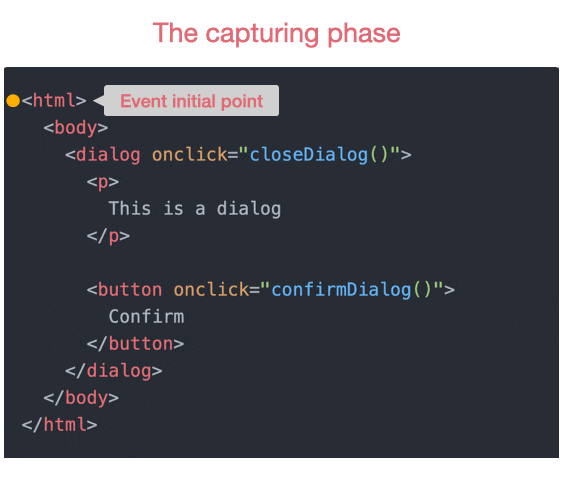 The capturing phase
<html> Event initial point
<body>
<dialog onclick="closeDialog()">
<p>
This is a dialog
</p>
<button onclick="confirmDialog()">
Confirm
</button>
</dialog>
</body>
</html>